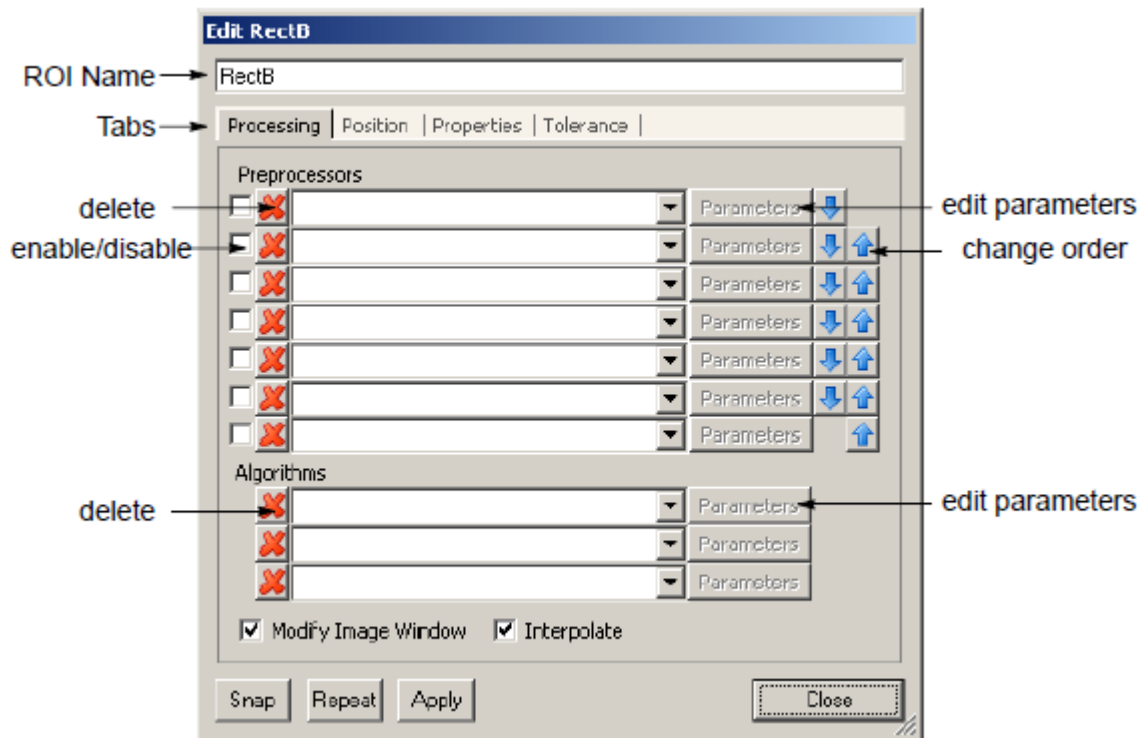 Edit RectB
ROI Name RectB
Tabs Processing Position Properties Tolerance
Preprocessors
delete Parameters edit parameters
enable/disable Parameters change order
Parameters
Parameters
Parameters
Parameters
Parameters
Algorithms
delete Parameters edit parameters
Parameters
Parameters
Modify Image Window Interpolate
Snap Repeat Apply Close